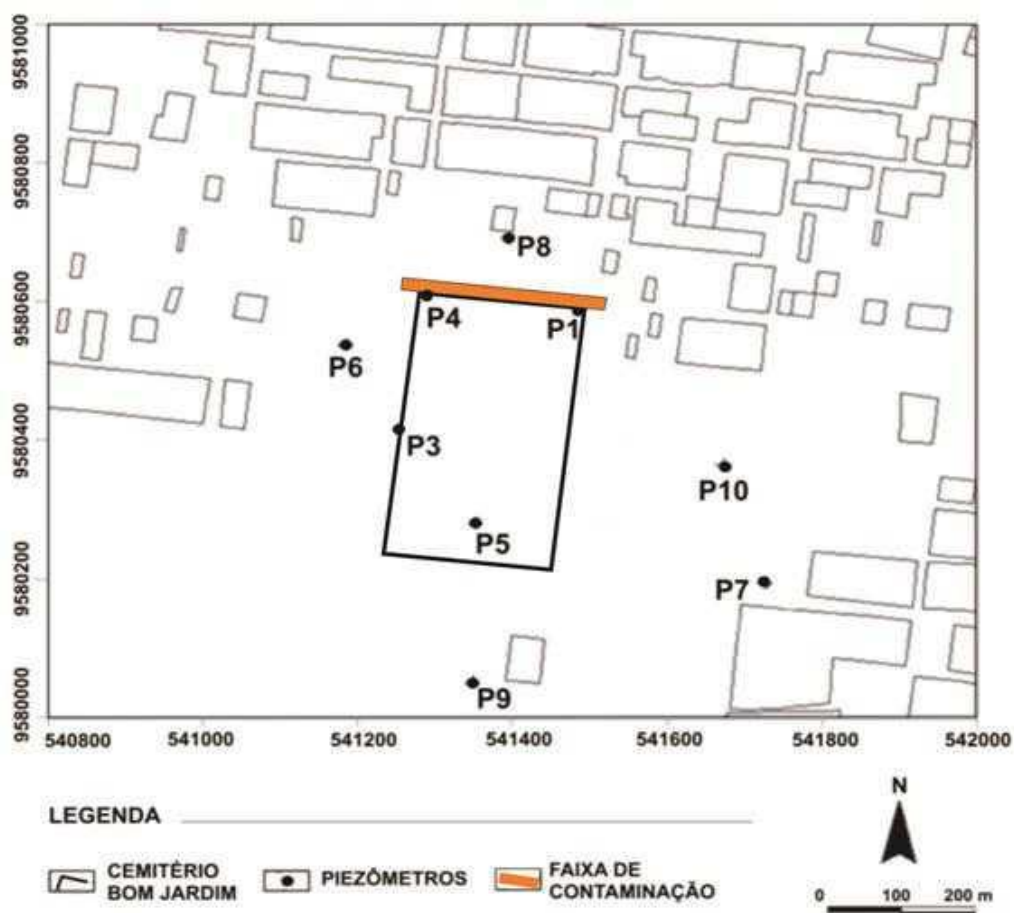 9581000
9580800
9580600
9580400
9580200
9580000
P8
P4
P1
P6
P3
P10
P5
P7
P9
540800 541000 541200 541400 541600 541800 542000
N
LEGENDA
CEMITÉRIO
BOM JARDIM
PIEZÔMETROS
FAIXA DE
CONTAMINAÇÃO
0 100 200 m